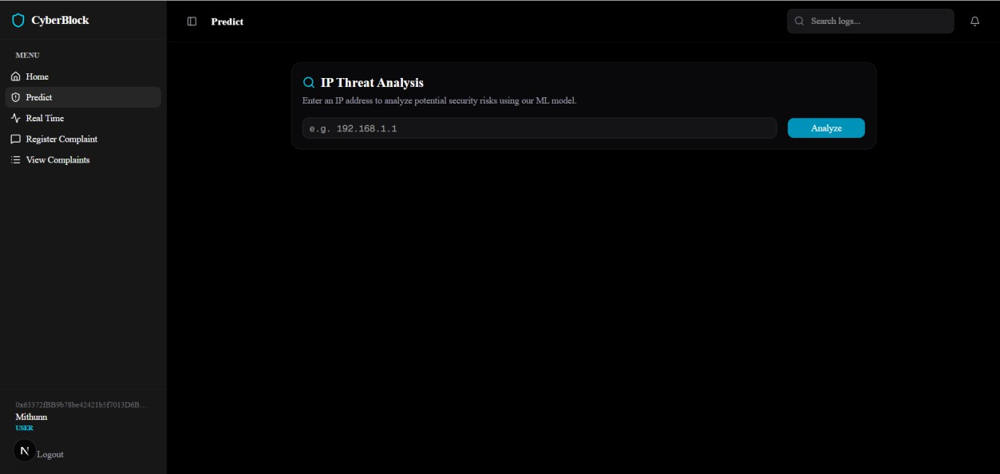 CyberBlock
MENU
Home
Predict
Real Time
Register Complaint
View Complaints
0x63372fBB9b78be42421b5f7013D6B...
Mithunn
USER
N
Logout
Predict
Search logs...
IP Threat Analysis
Enter an IP address to analyze potential security risks using our ML model.
e.g. 192.168.1.1
Analyze